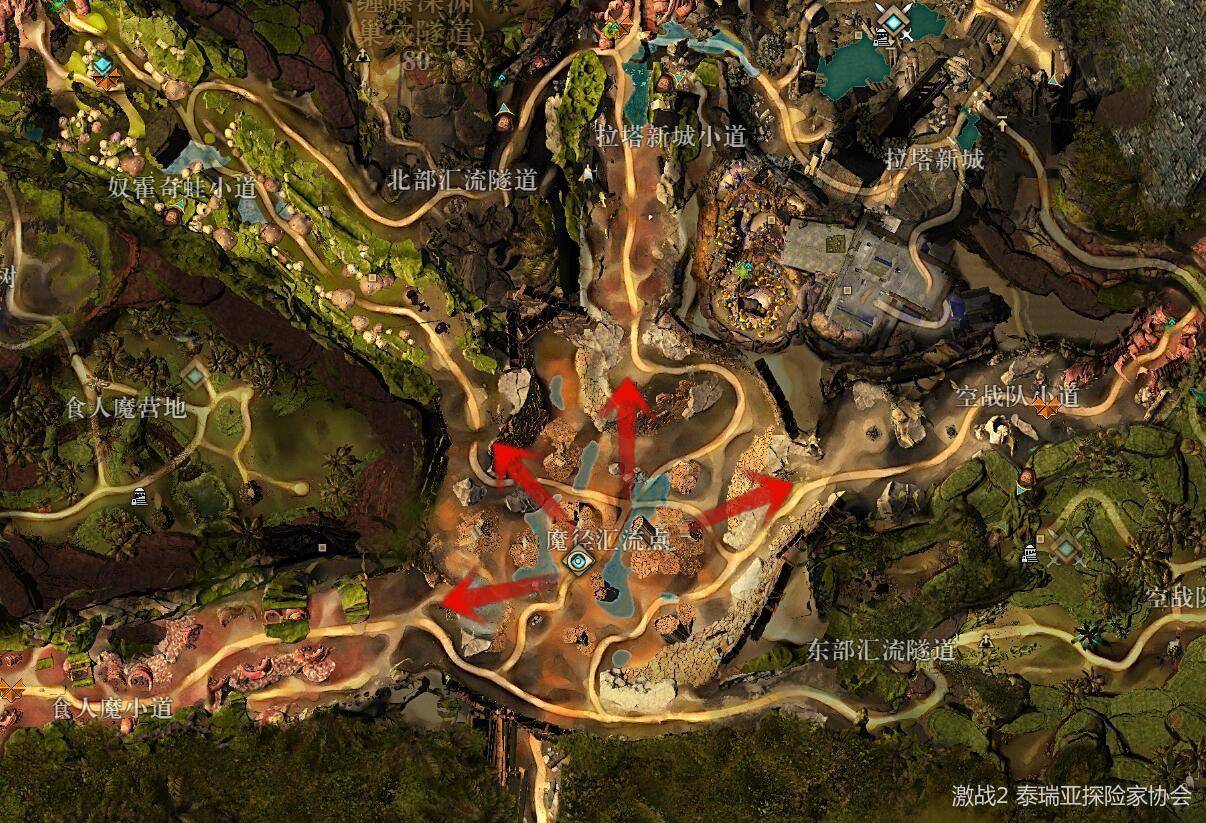 缠藤深渊
巢穴隧道
80
拉塔新城小道
拉塔新城
奴霍奇蛙小道
北部汇流隧道
树
食人魔营地
空战队小道
魔径汇流点
空战队
东部汇流隧道
食人魔小道
激战2 泰瑞亚探险家协会